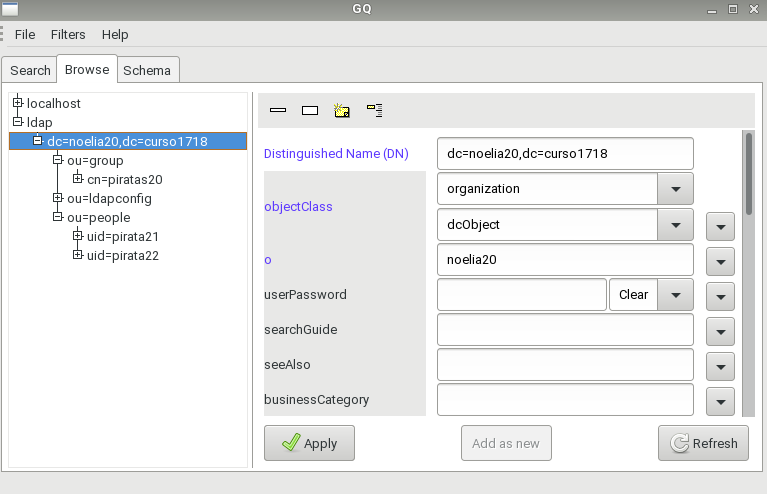 GQ
File Filters Help
Search Browse Schema
localhost
ldap
dc=noelia20,dc=curso1718
ou=group
cn=piratas20
ou=ldapconfig
ou=people
uid=pirata21
uid=pirata22
Distinguished Name (DN) dc=noelia20,dc=curso1718
objectClass organization
dcObject
o noelia20
userPassword Clear
searchGuide
seeAlso
businessCategory
Apply Add as new Refresh